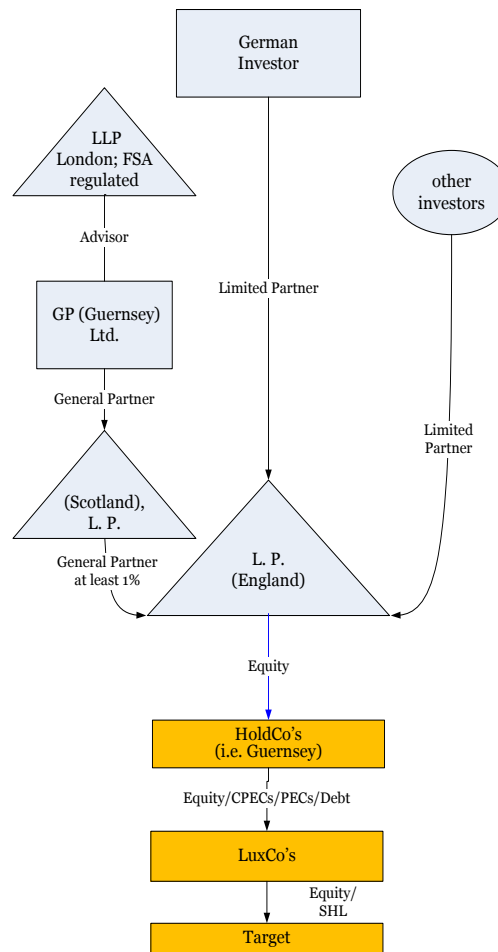 German
Investor
LLP
London; FSA
regulated
other
investors
Advisor
Limited Partner
GP (Guernsey)
Ltd.
General Partner
Limited
Partner
(Scotland),
L. P.
General Partner
at least 1%
L. P.
(England)
Equity
HoldCo’s
(i.e. Guernsey)
Equity/CPECs/PECs/Debt
LuxCo’s
Equity/
SHL
Target